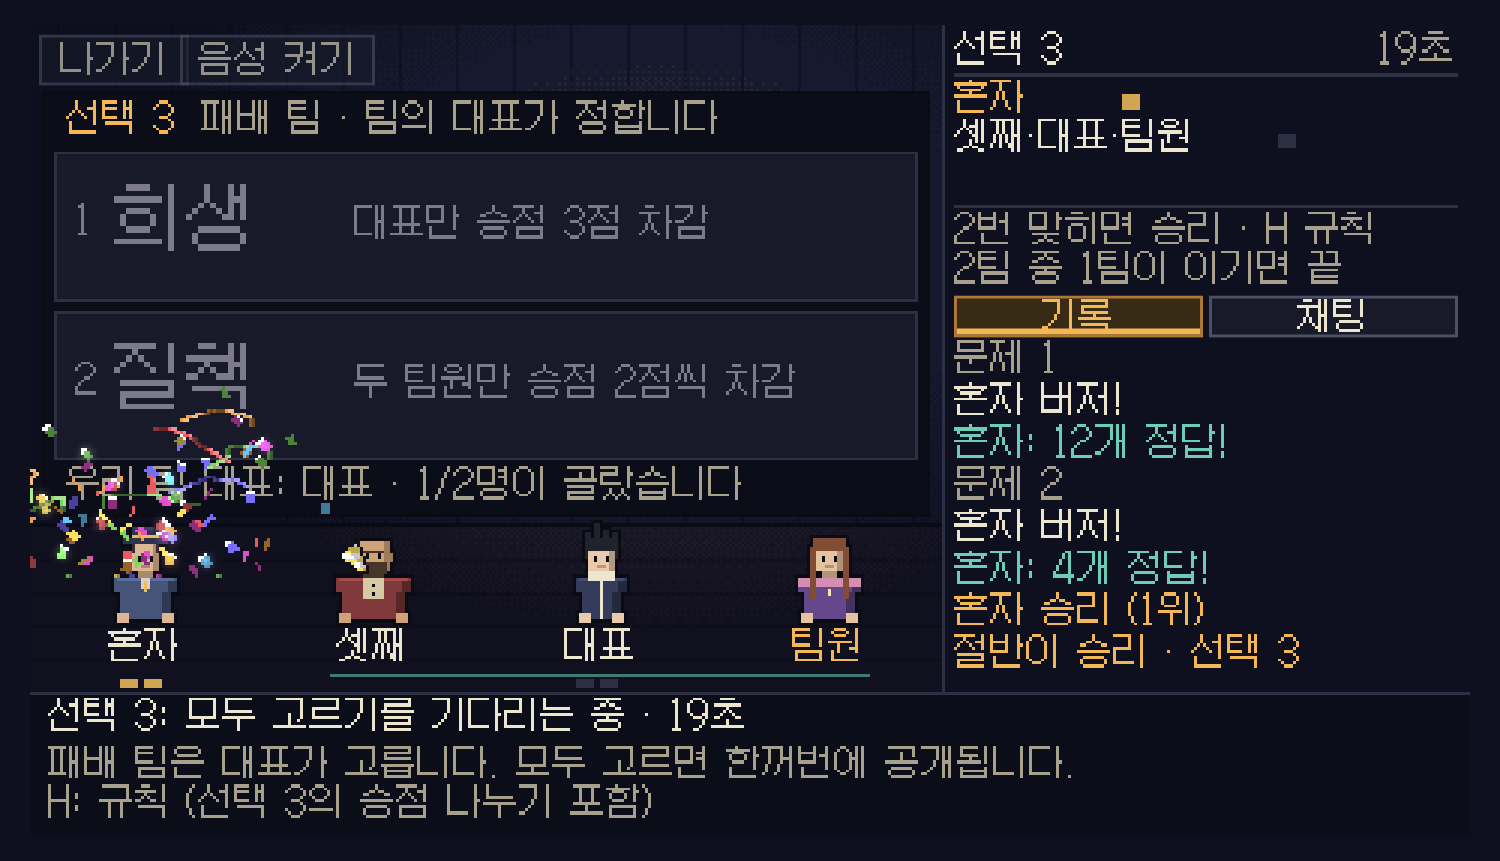 나가기
음성 켜기
선택 3 패배 팀 · 팀의 대표가 정합니다
1 희생 대표만 승점 3점 차감
2 질책 두 팀원만 승점 2점씩 차감
우리 팀 대표: 대표 · 1/2명이 골랐습니다
혼자
셋째
대표
팀원
선택 3 19초
혼자
셋째·대표·팀원
2번 맞히면 승리 · H 규칙
2팀 중 1팀이 이기면 끝
기록
채팅
문제 1
혼자 버저!
혼자: 12개 정답!
문제 2
혼자 버저!
혼자: 4개 정답!
혼자 승리 (1위)
절반이 승리 · 선택 3
선택 3: 모두 고르기를 기다리는 중 · 19초
패배 팀은 대표가 고릅니다. 모두 고르면 한꺼번에 공개됩니다.
H: 규칙 (선택 3의 승점 나누기 포함)